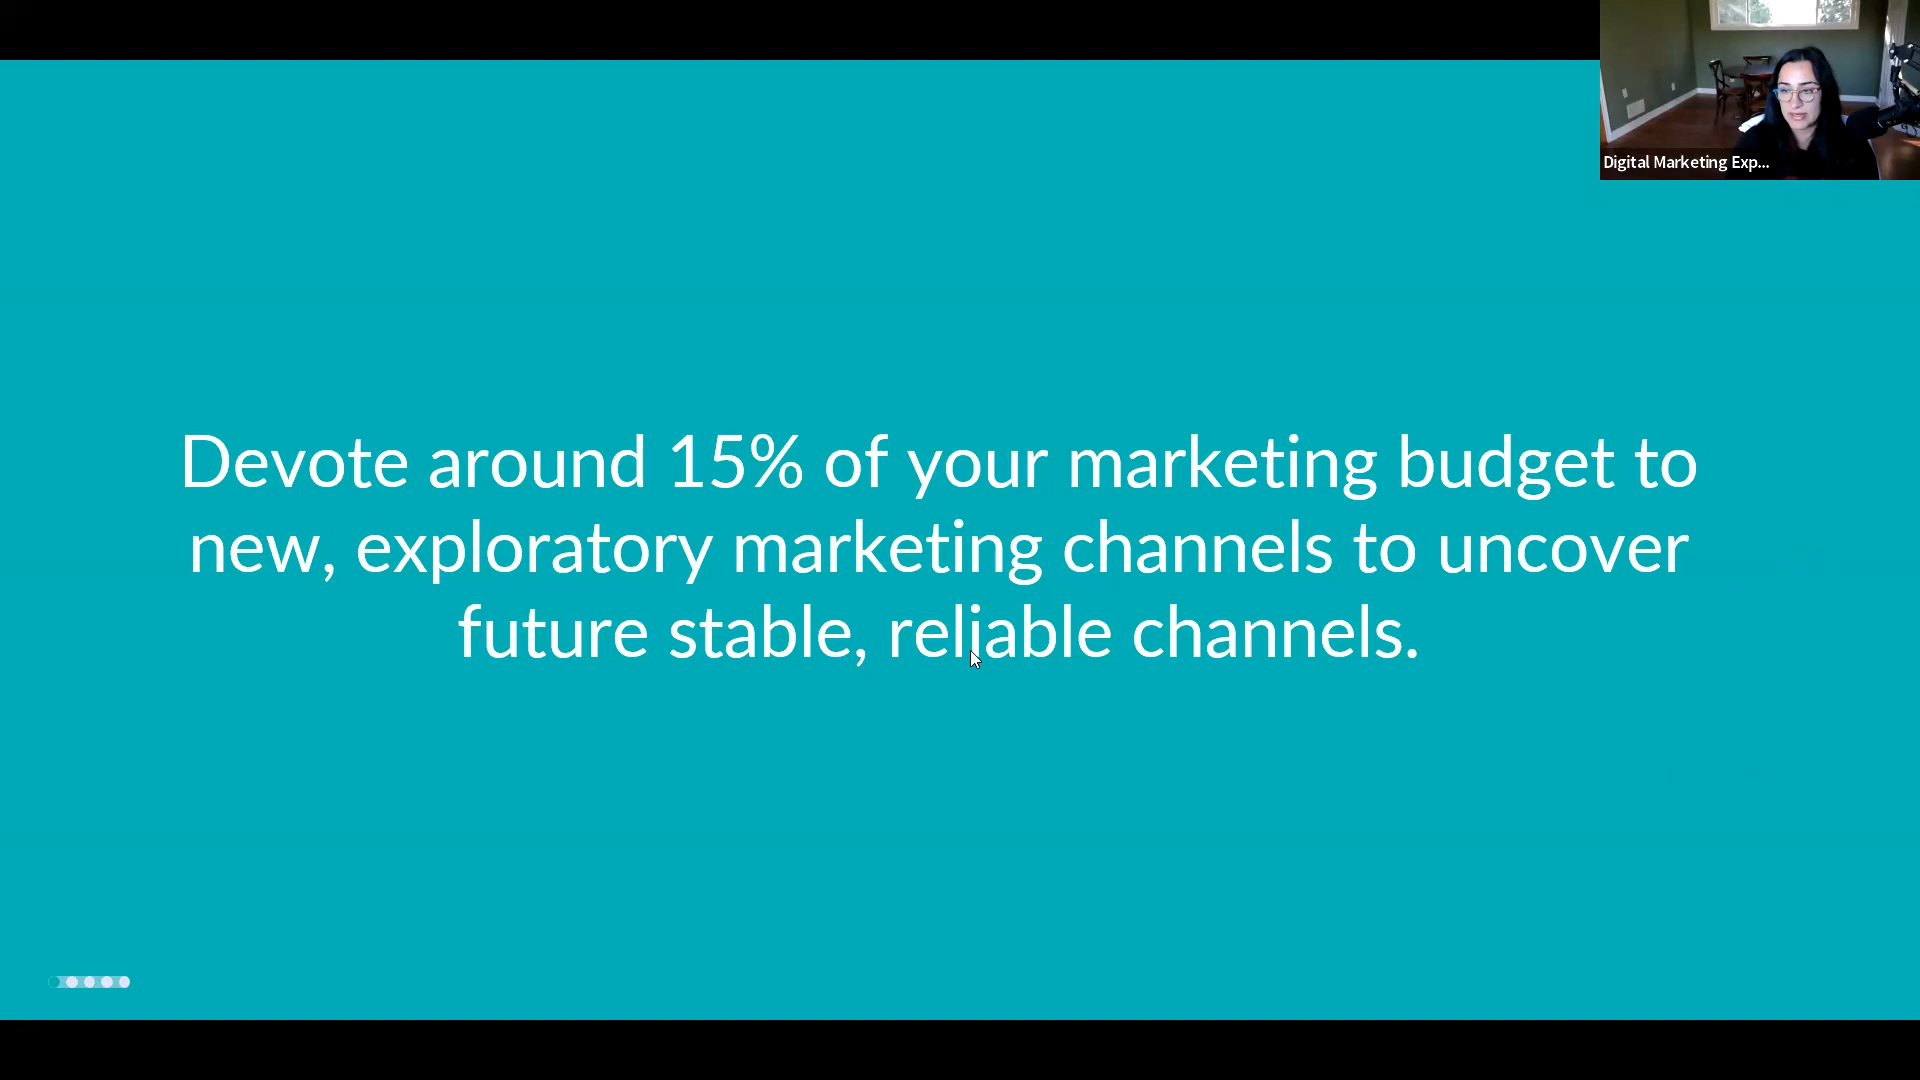 Digital Marketing Exp...
Devote around 15% of your marketing budget to
new, exploratory marketing channels to uncover
future stable, reliable channels.